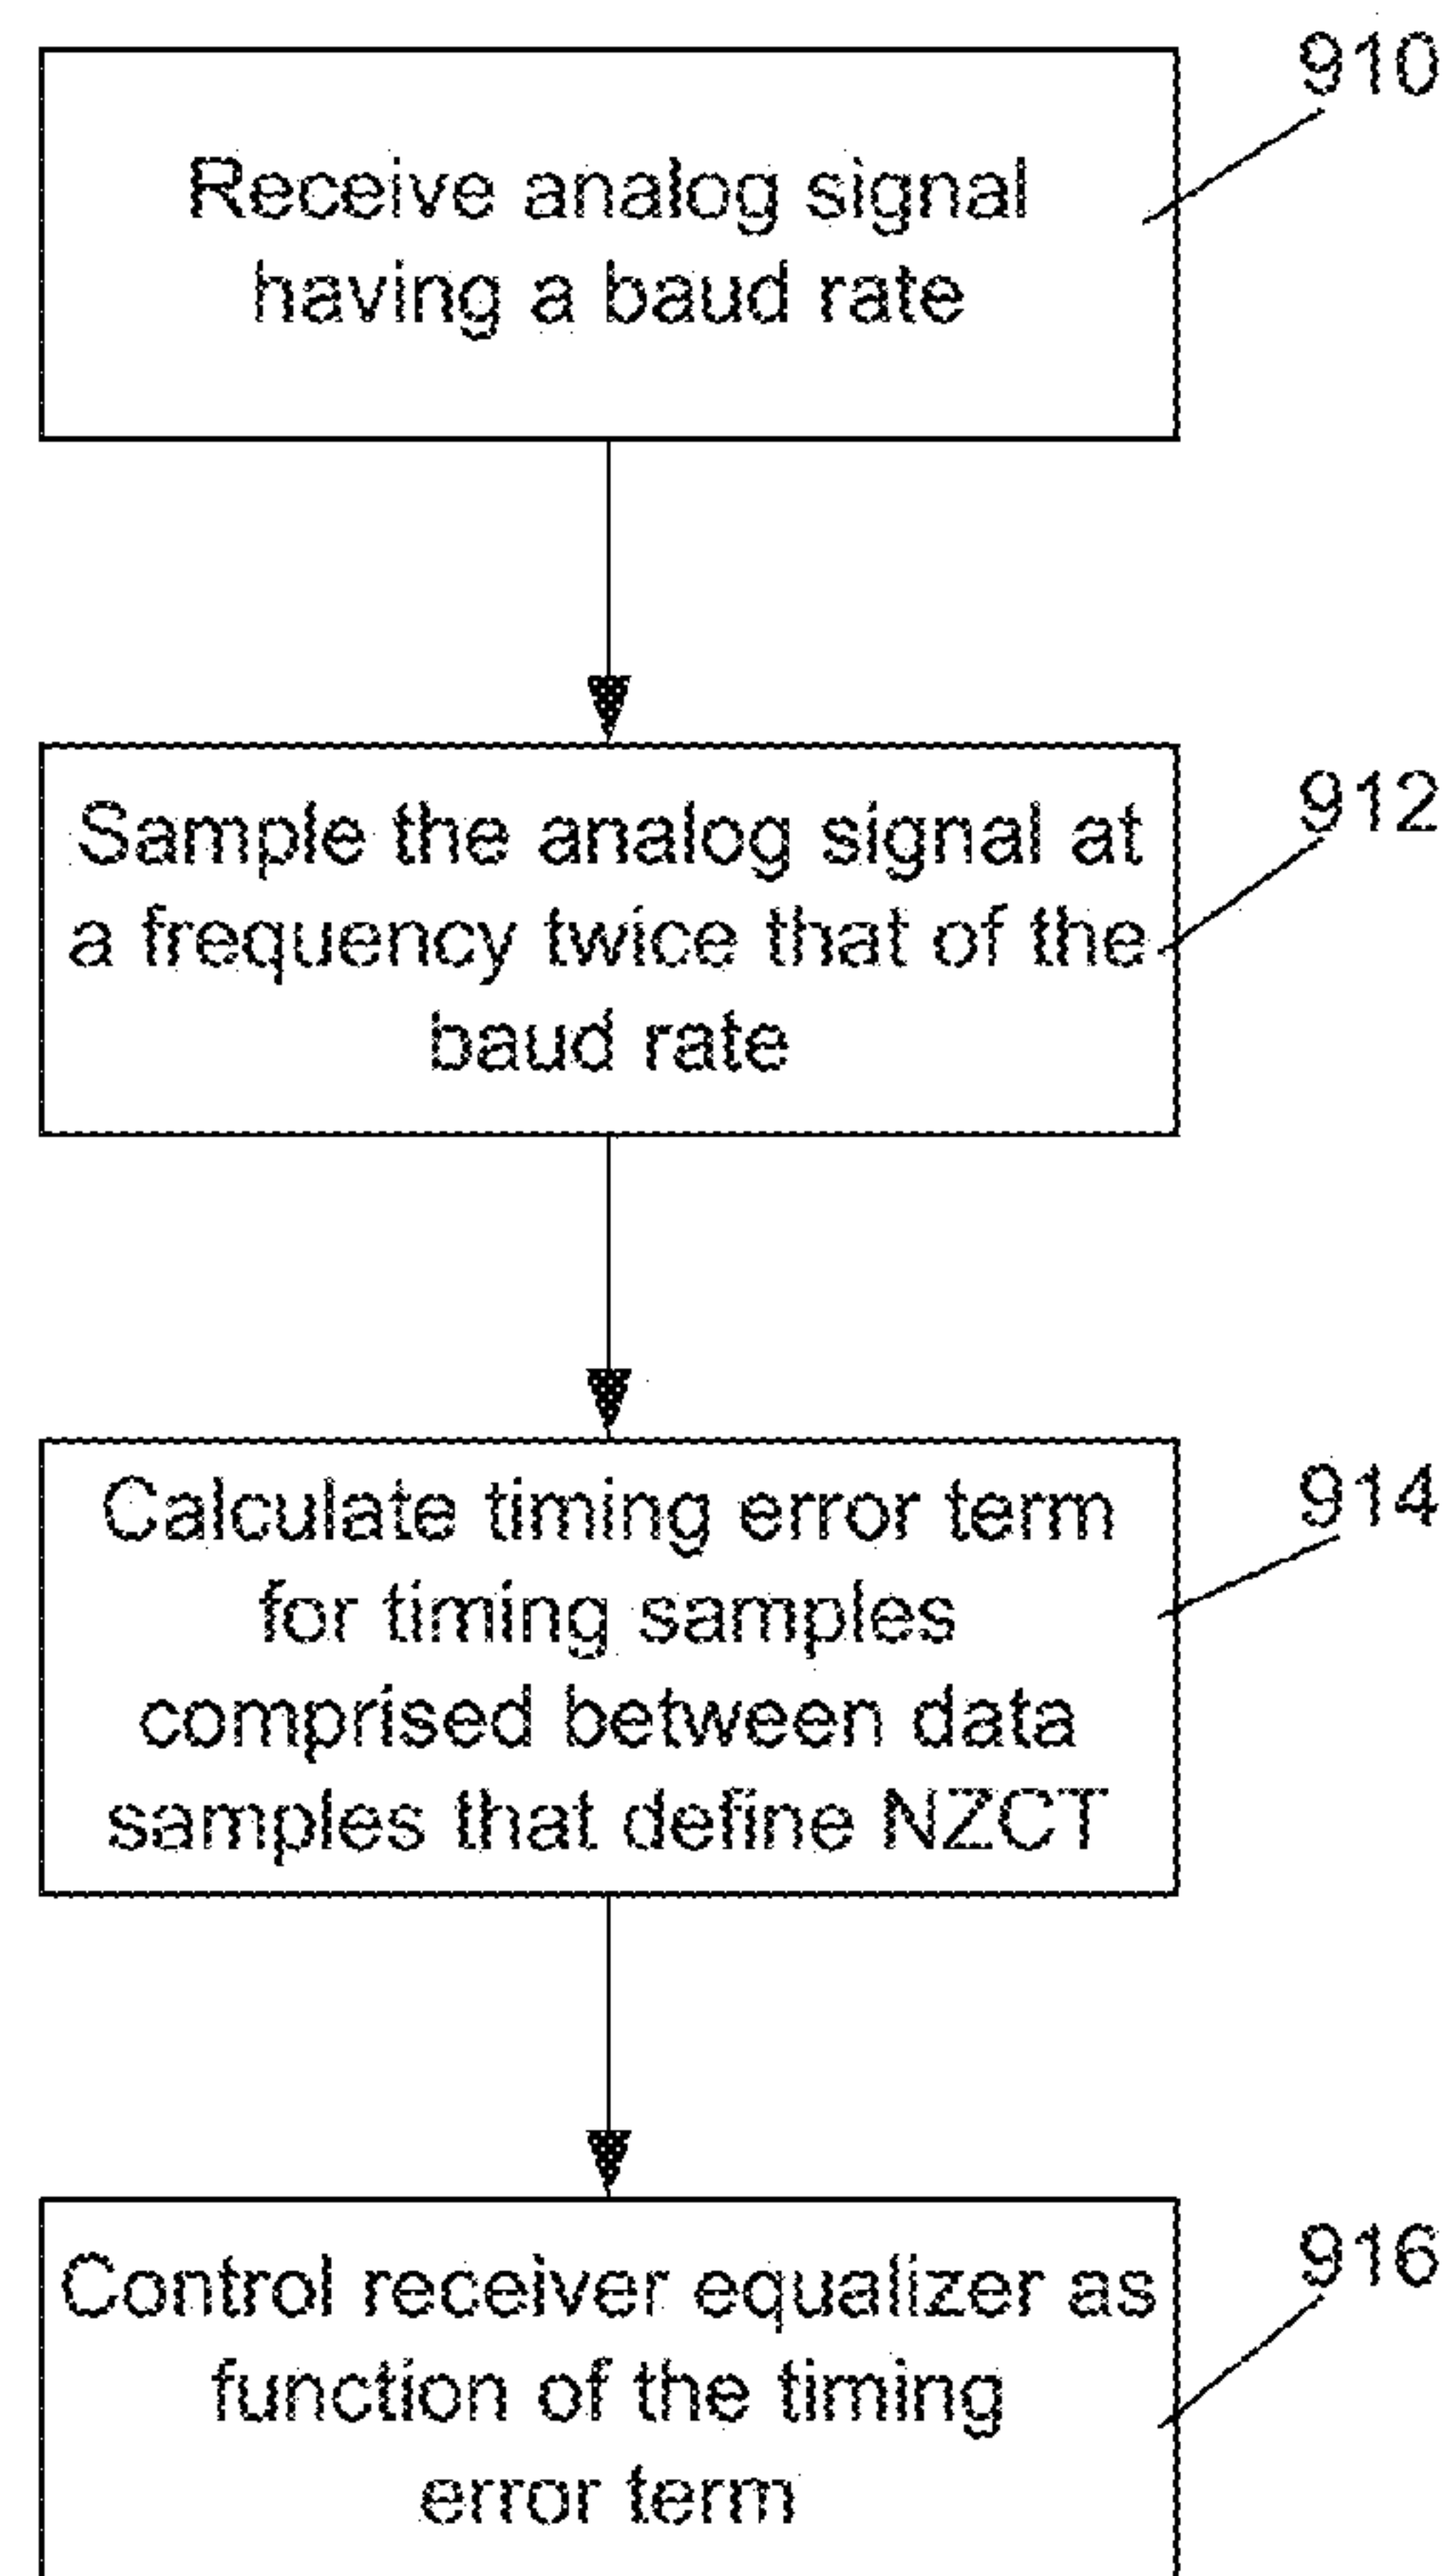 910
Receive analog signal
having a baud rate
912
Sample the analog signal at
a frequency twice that of the
baud rate
914
Calculate timing error term
for timing samples
comprised between data
samples that define NZCT
916
Control receiver equalizer as
function of the timing
error term